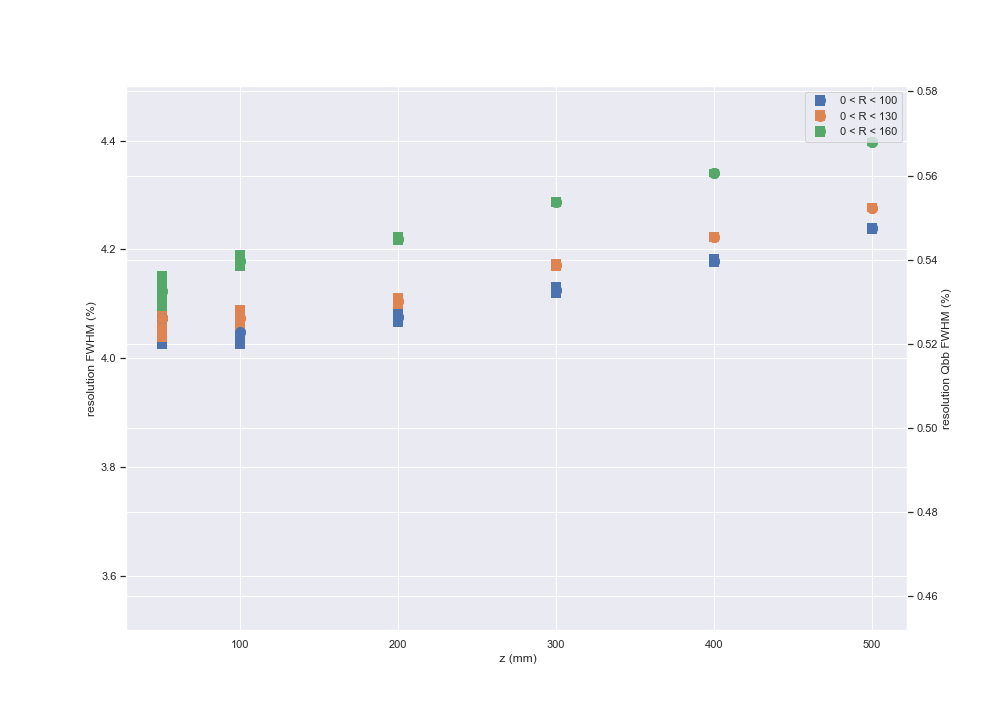 0 < R < 100
0 < R < 130
0 < R < 160
4.4
4.2
4.0
3.8
3.6
resolution FWHM (%)
0.58
0.56
0.54
0.52
0.50
0.48
0.46
resolution Qbb FWHM (%)
100
200
300
400
500
z (mm)